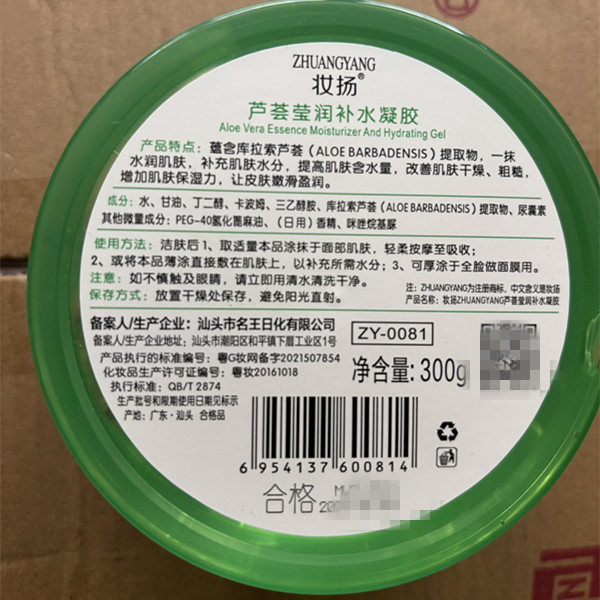 ZHUANGYANG
妆扬®
芦荟莹润补水凝胶
Aloe Vera Essence Moisturizer And Hydrating Gel
产品特点：蕴含库拉索芦荟（ALOE BARBADENSIS）提取物，一抹
水润肌肤，补充肌肤水分，提高肌肤含水量，改善肌肤干燥、粗糙，
增加肌肤保湿力，让皮肤嫩滑盈润。
成分：水、甘油、丁二醇、卡波姆、三乙醇胺、库拉索芦荟（ALOE BARBADENSIS）提取物、尿囊素
其他微量成分：PEG-40氢化蓖麻油、（日用）香精、咪唑烷基脲
使用方法：洁肤后1、取适量本品涂抹于面部肌肤，轻柔按摩至吸收；
2、或将本品薄涂直接敷在肌肤上，以补充所需水分；3、可厚涂于全脸做面膜用。
注意：如不慎触及眼睛，请立即用清水清洗干净。
注：ZHUANGYANG为注册商标，中文含义是妆扬
保存方式：放置干燥处保存，避免阳光直射。
产品名称：妆扬ZHUANGYANG芦荟莹润补水凝胶
备案人/生产企业：汕头市名王日化有限公司
ZY-0081
备案人/生产企业地址：汕头市潮阳区和平镇下厝工业区1号
产品执行的标准编号：粤G妆网备字2021507854
净含量：300g
化妆品生产许可证编号：粤妆20161018
执行标准：QB/T 2874
生产批号和限期使用日期见标示
产地：广东·汕头 合格品
6 954137 600814
合格